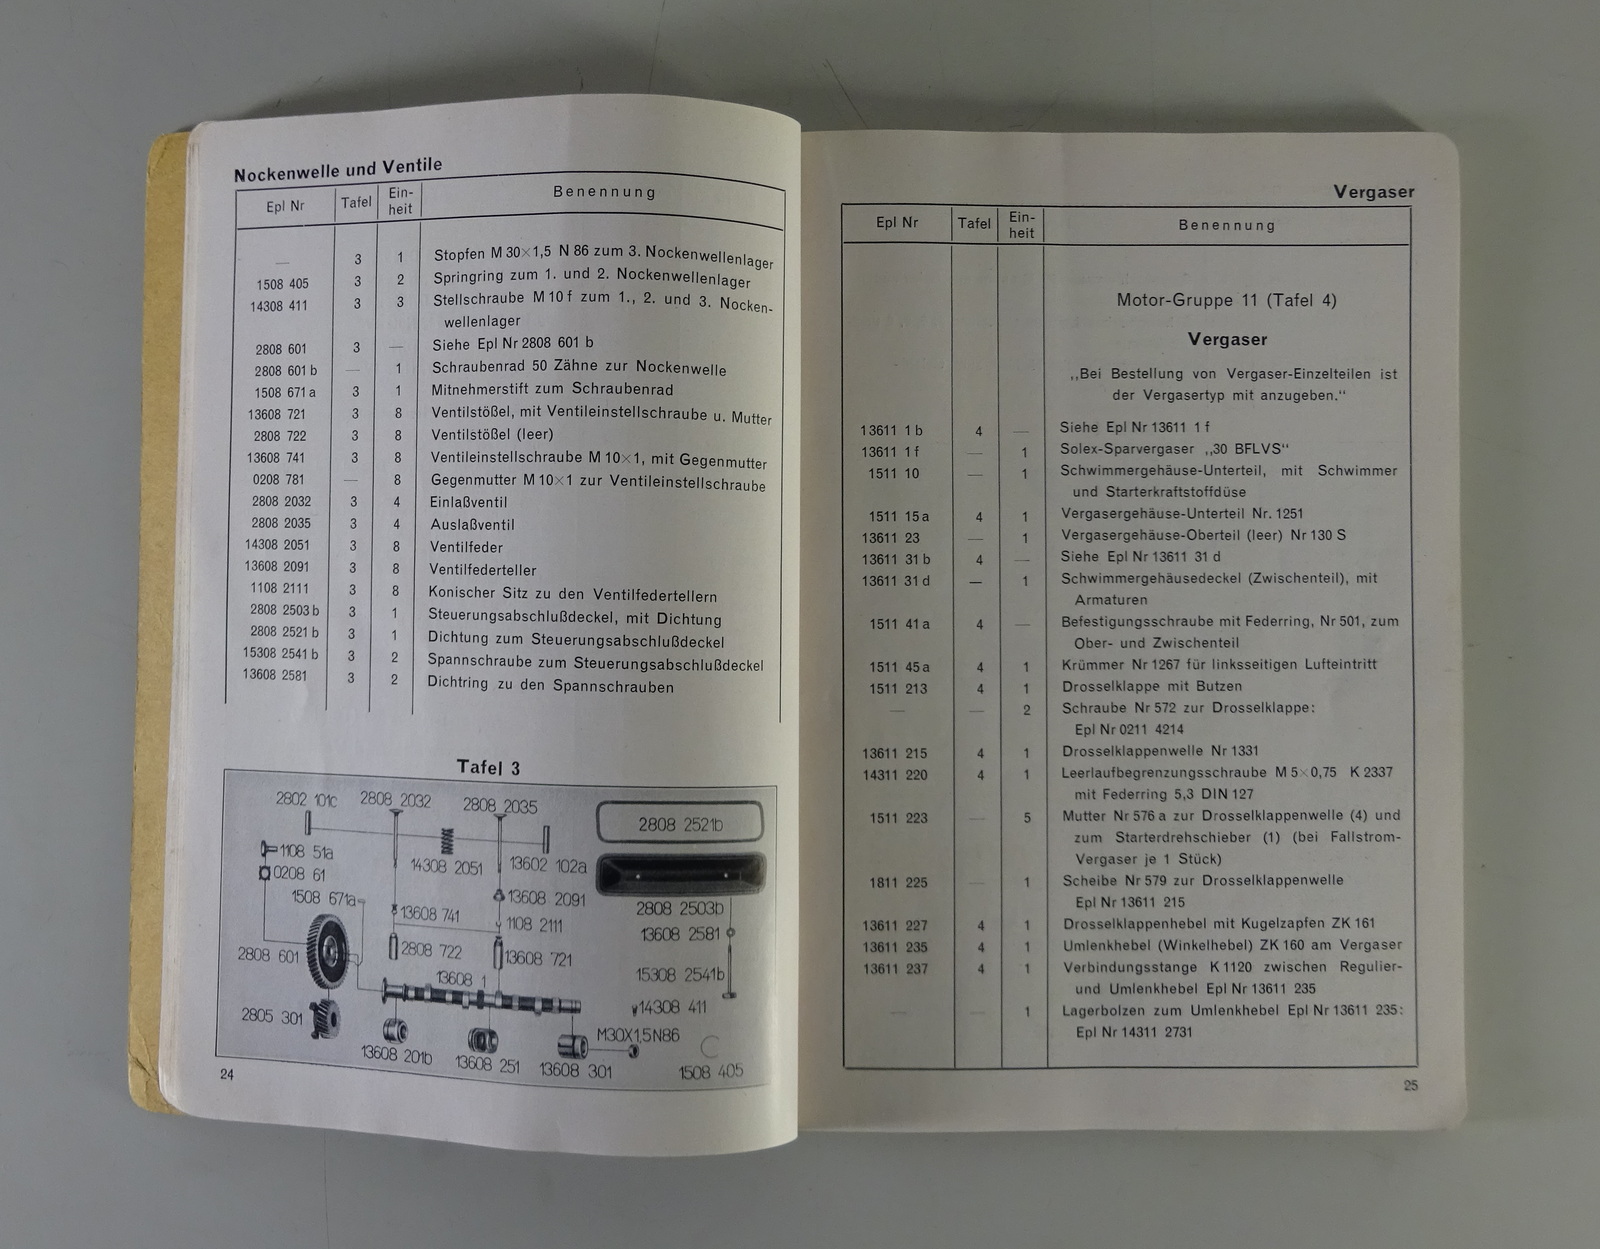 Nockenwelle und Ventile
Epl Nr Tafel Ein-heit Benennung
— 3 1 Stopfen M 30×1,5 N 86 zum 3. Nockenwellenlager
1508 405 3 2 Springring zum 1. und 2. Nockenwellenlager
14308 411 3 3 Stellschraube M 10 f zum 1., 2. und 3. Nocken-
wellenlager
2808 601 3 — Siehe Epl Nr 2808 601 b
2808 601 b — 1 Schraubenrad 50 Zähne zur Nockenwelle
1508 671 a 3 1 Mitnehmerstift zum Schraubenrad
13608 721 3 8 Ventilstößel, mit Ventileinstellschraube u. Mutter
2808 722 3 8 Ventilstößel (leer)
13608 741 3 8 Ventileinstellschraube M 10×1, mit Gegenmutter
0208 781 — 8 Gegenmutter M 10×1 zur Ventileinstellschraube
2808 2032 3 4 Einlaßventil
2808 2035 3 4 Auslaßventil
14308 2051 3 8 Ventilfeder
13608 2091 3 8 Ventilfederteller
1108 2111 3 8 Konischer Sitz zu den Ventilfedertellern
2808 2503 b 3 1 Steuerungsabschlußdeckel, mit Dichtung
2808 2521 b 3 1 Dichtung zum Steuerungsabschlußdeckel
15308 2541 b 3 2 Spannschraube zum Steuerungsabschlußdeckel
13608 2581 3 2 Dichtring zu den Spannschrauben
Tafel 3
2802 101c 2808 2032 2808 2035
2808 2521b
1108 51a
0208 61
14308 2051 13602 102a
1508 671a
13608 2091
2808 2503b
13608 741
1108 2111
13608 2581
2808 601
2808 722
13608 721
15308 2541b
13608 1
14308 411
2805 301
M30X1,5N86
13608 201b 13608 251 13608 301 1508 405
24
Vergaser
Epl Nr Tafel Ein-heit Benennung
Motor-Gruppe 11 (Tafel 4)
Vergaser
„Bei Bestellung von Vergaser-Einzelteilen ist
der Vergasertyp mit anzugeben.“
13611 1 b 4 — Siehe Epl Nr 13611 1 f
13611 1 f — 1 Solex-Sparvergaser „30 BFLVS“
1511 10 — 1 Schwimmergehäuse-Unterteil, mit Schwimmer
und Starterkraftstoffdüse
1511 15 a 4 1 Vergasergehäuse-Unterteil Nr. 1251
13611 23 — 1 Vergasergehäuse-Oberteil (leer) Nr 130 S
13611 31 b 4 — Siehe Epl Nr 13611 31 d
13611 31 d — 1 Schwimmergehäusedeckel (Zwischenteil), mit
Armaturen
1511 41 a 4 — Befestigungsschraube mit Federring, Nr 501, zum
Ober- und Zwischenteil
1511 45 a 4 1 Krümmer Nr 1267 für linksseitigen Lufteintritt
1511 213 4 1 Drosselklappe mit Butzen
— — 2 Schraube Nr 572 zur Drosselklappe:
Epl Nr 0211 4214
13611 215 4 1 Drosselklappenwelle Nr 1331
14311 220 4 1 Leerlaufbegrenzungsschraube M 5×0,75 K 2337
mit Federring 5,3 DIN 127
1511 223 — 5 Mutter Nr 576 a zur Drosselklappenwelle (4) und
zum Starterdrehschieber (1) (bei Fallstrom-
Vergaser je 1 Stück)
1811 225 — 1 Scheibe Nr 579 zur Drosselklappenwelle
Epl Nr 13611 215
13611 227 4 1 Drosselklappenhebel mit Kugelzapfen ZK 161
13611 235 4 1 Umlenkhebel (Winkelhebel) ZK 160 am Vergaser
13611 237 4 1 Verbindungsstange K 1120 zwischen Regulier-
und Umlenkhebel Epl Nr 13611 235
— — 1 Lagerbolzen zum Umlenkhebel Epl Nr 13611 235:
Epl Nr 14311 2731
25